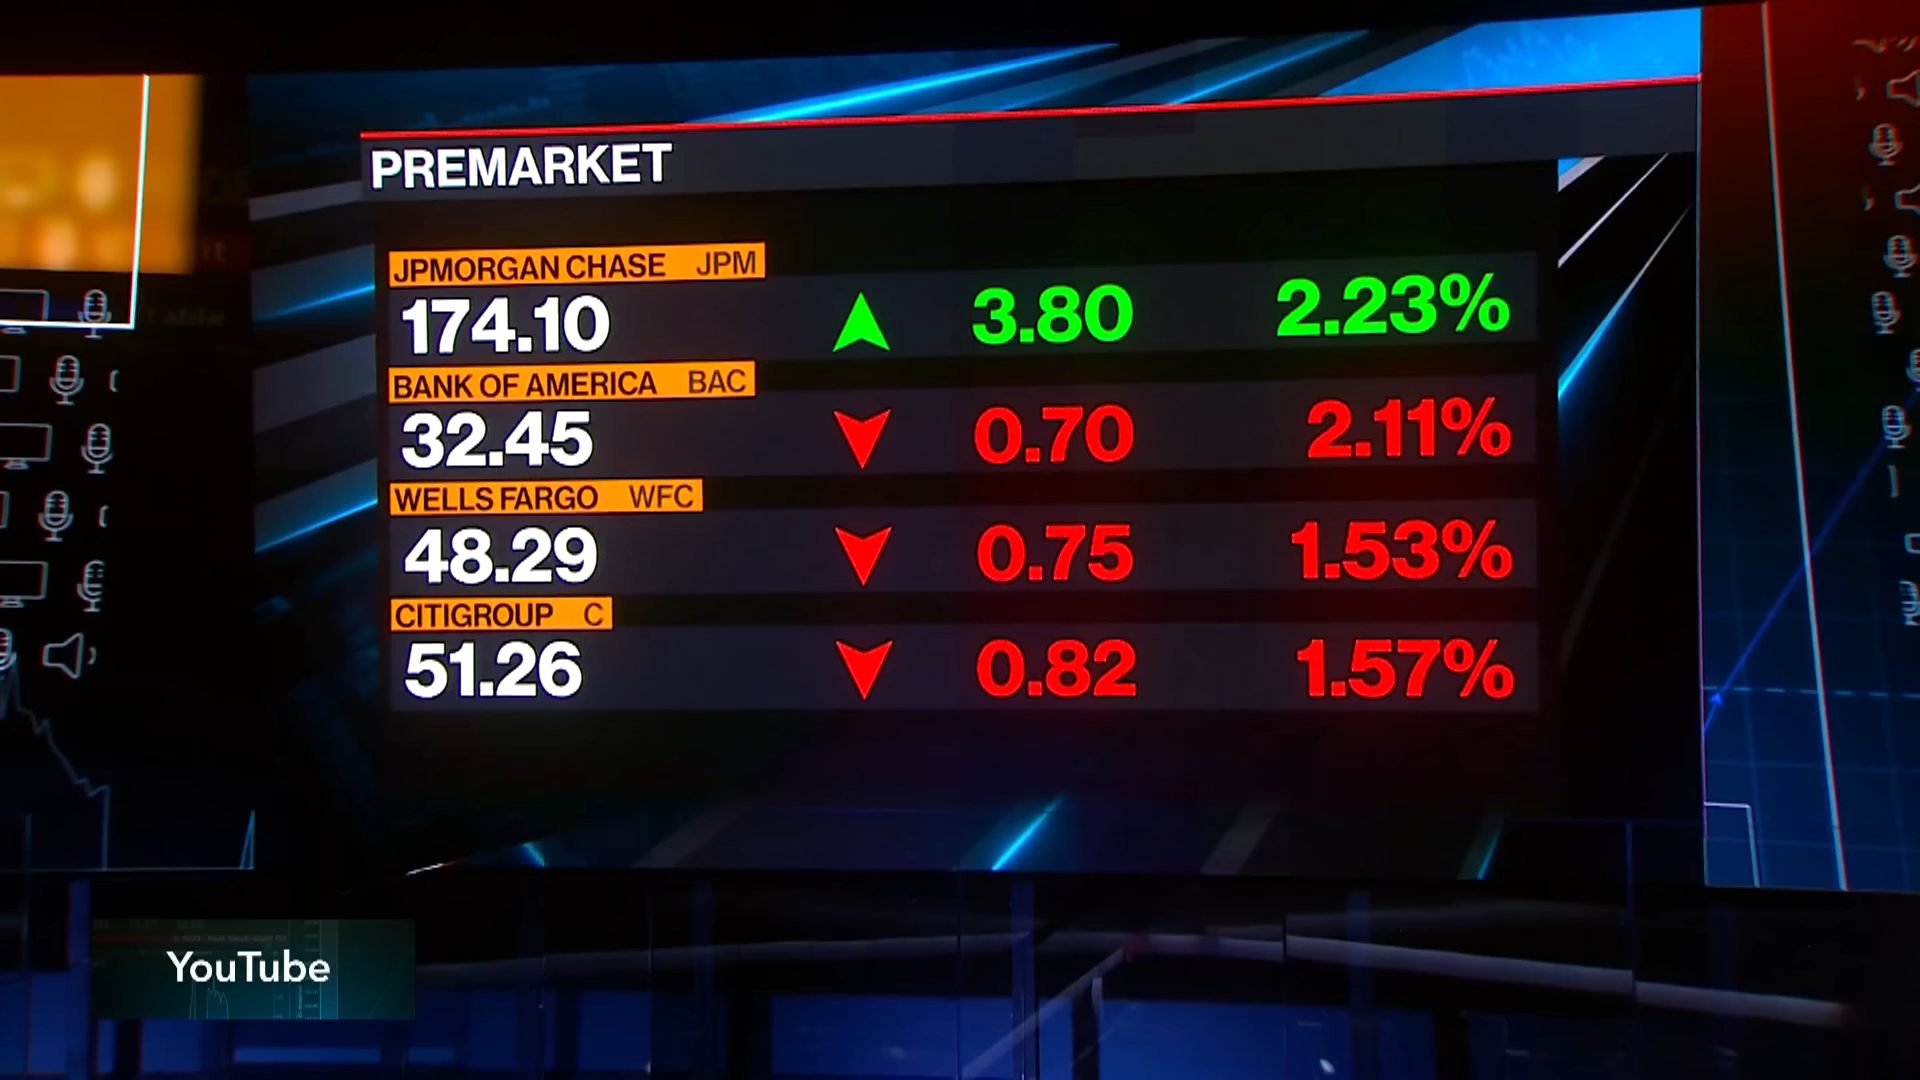 PREMARKET
JPMORGAN CHASE JPM
174.10 3.80 2.23%
BANK OF AMERICA BAC
32.45 0.70 2.11%
WELLS FARGO WFC
48.29 0.75 1.53%
CITIGROUP C
51.26 0.82 1.57%
YouTube